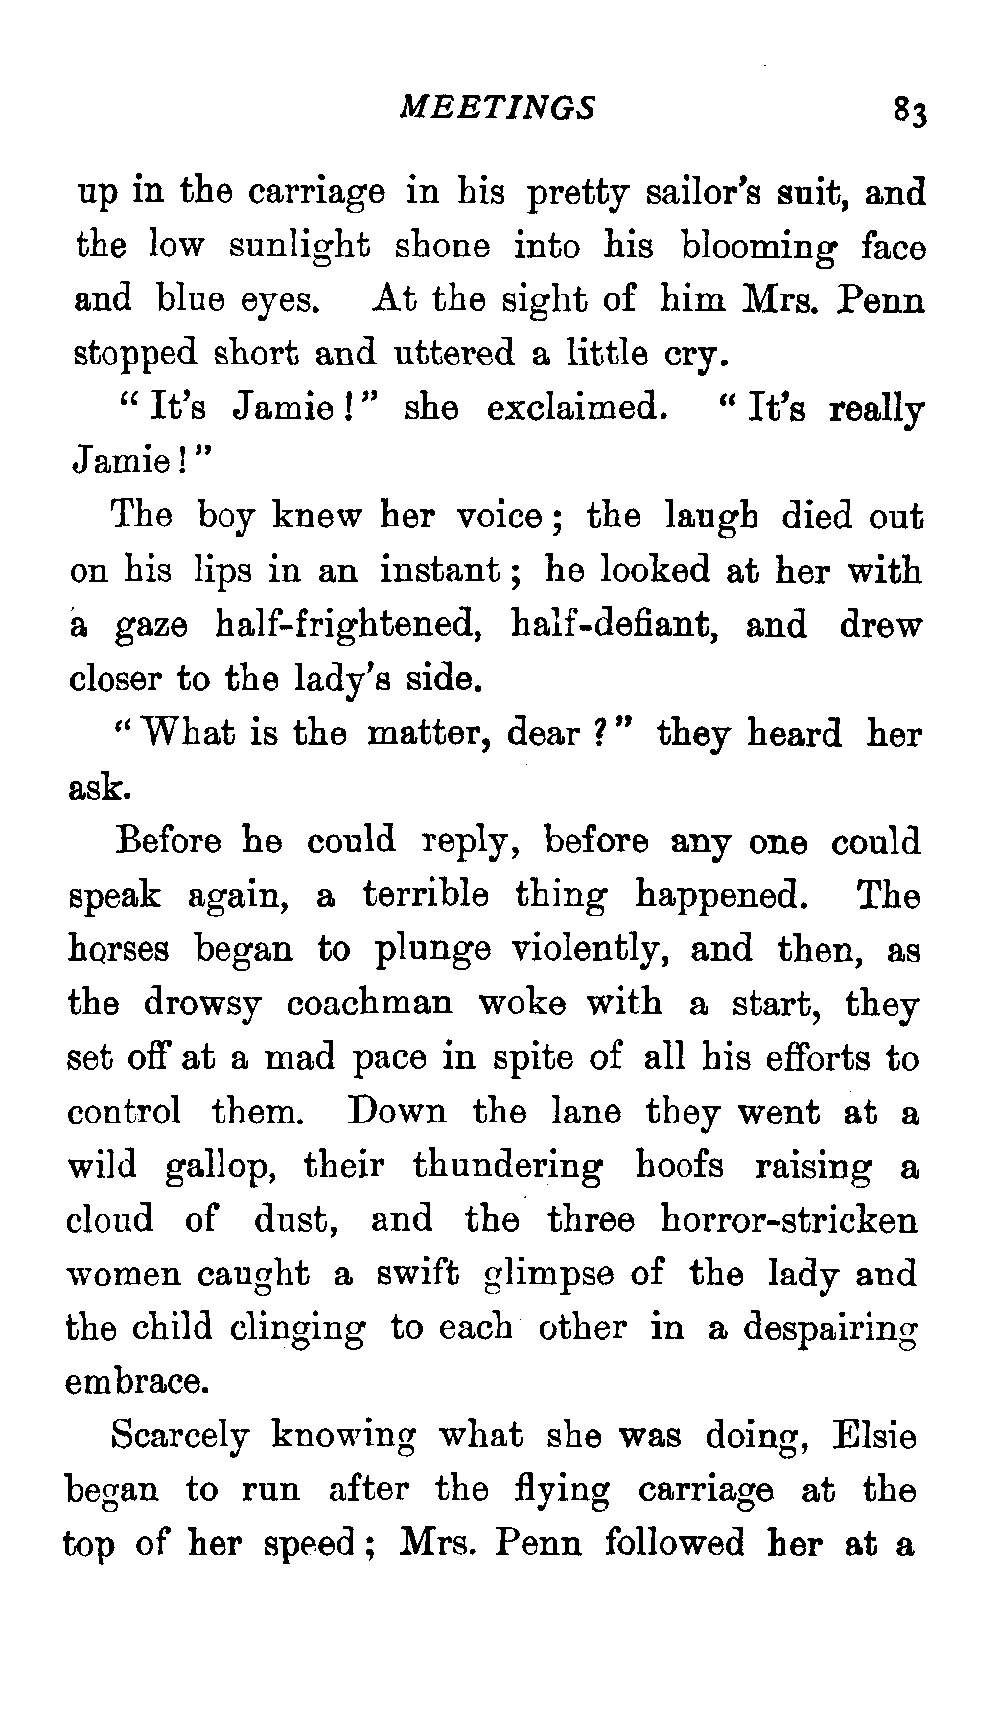 MEETINGS 83
up in the carriage in his pretty sailor's suit, and
the low sunlight shone into his blooming face
and blue eyes. At the sight of him Mrs. Penn
stopped short and uttered a little cry.
“ It's Jamie ! ” she exclaimed. “ It's really
Jamie ! ”
The boy knew her voice ; the laugh died out
on his lips in an instant ; he looked at her with
a gaze half-frightened, half-defiant, and drew
closer to the lady's side.
“ What is the matter, dear ? ” they heard her
ask.
Before he could reply, before any one could
speak again, a terrible thing happened. The
horses began to plunge violently, and then, as
the drowsy coachman woke with a start, they
set off at a mad pace in spite of all his efforts to
control them. Down the lane they went at a
wild gallop, their thundering hoofs raising a
cloud of dust, and the three horror-stricken
women caught a swift glimpse of the lady and
the child clinging to each other in a despairing
embrace.
Scarcely knowing what she was doing, Elsie
began to run after the flying carriage at the
top of her speed ; Mrs. Penn followed her at a